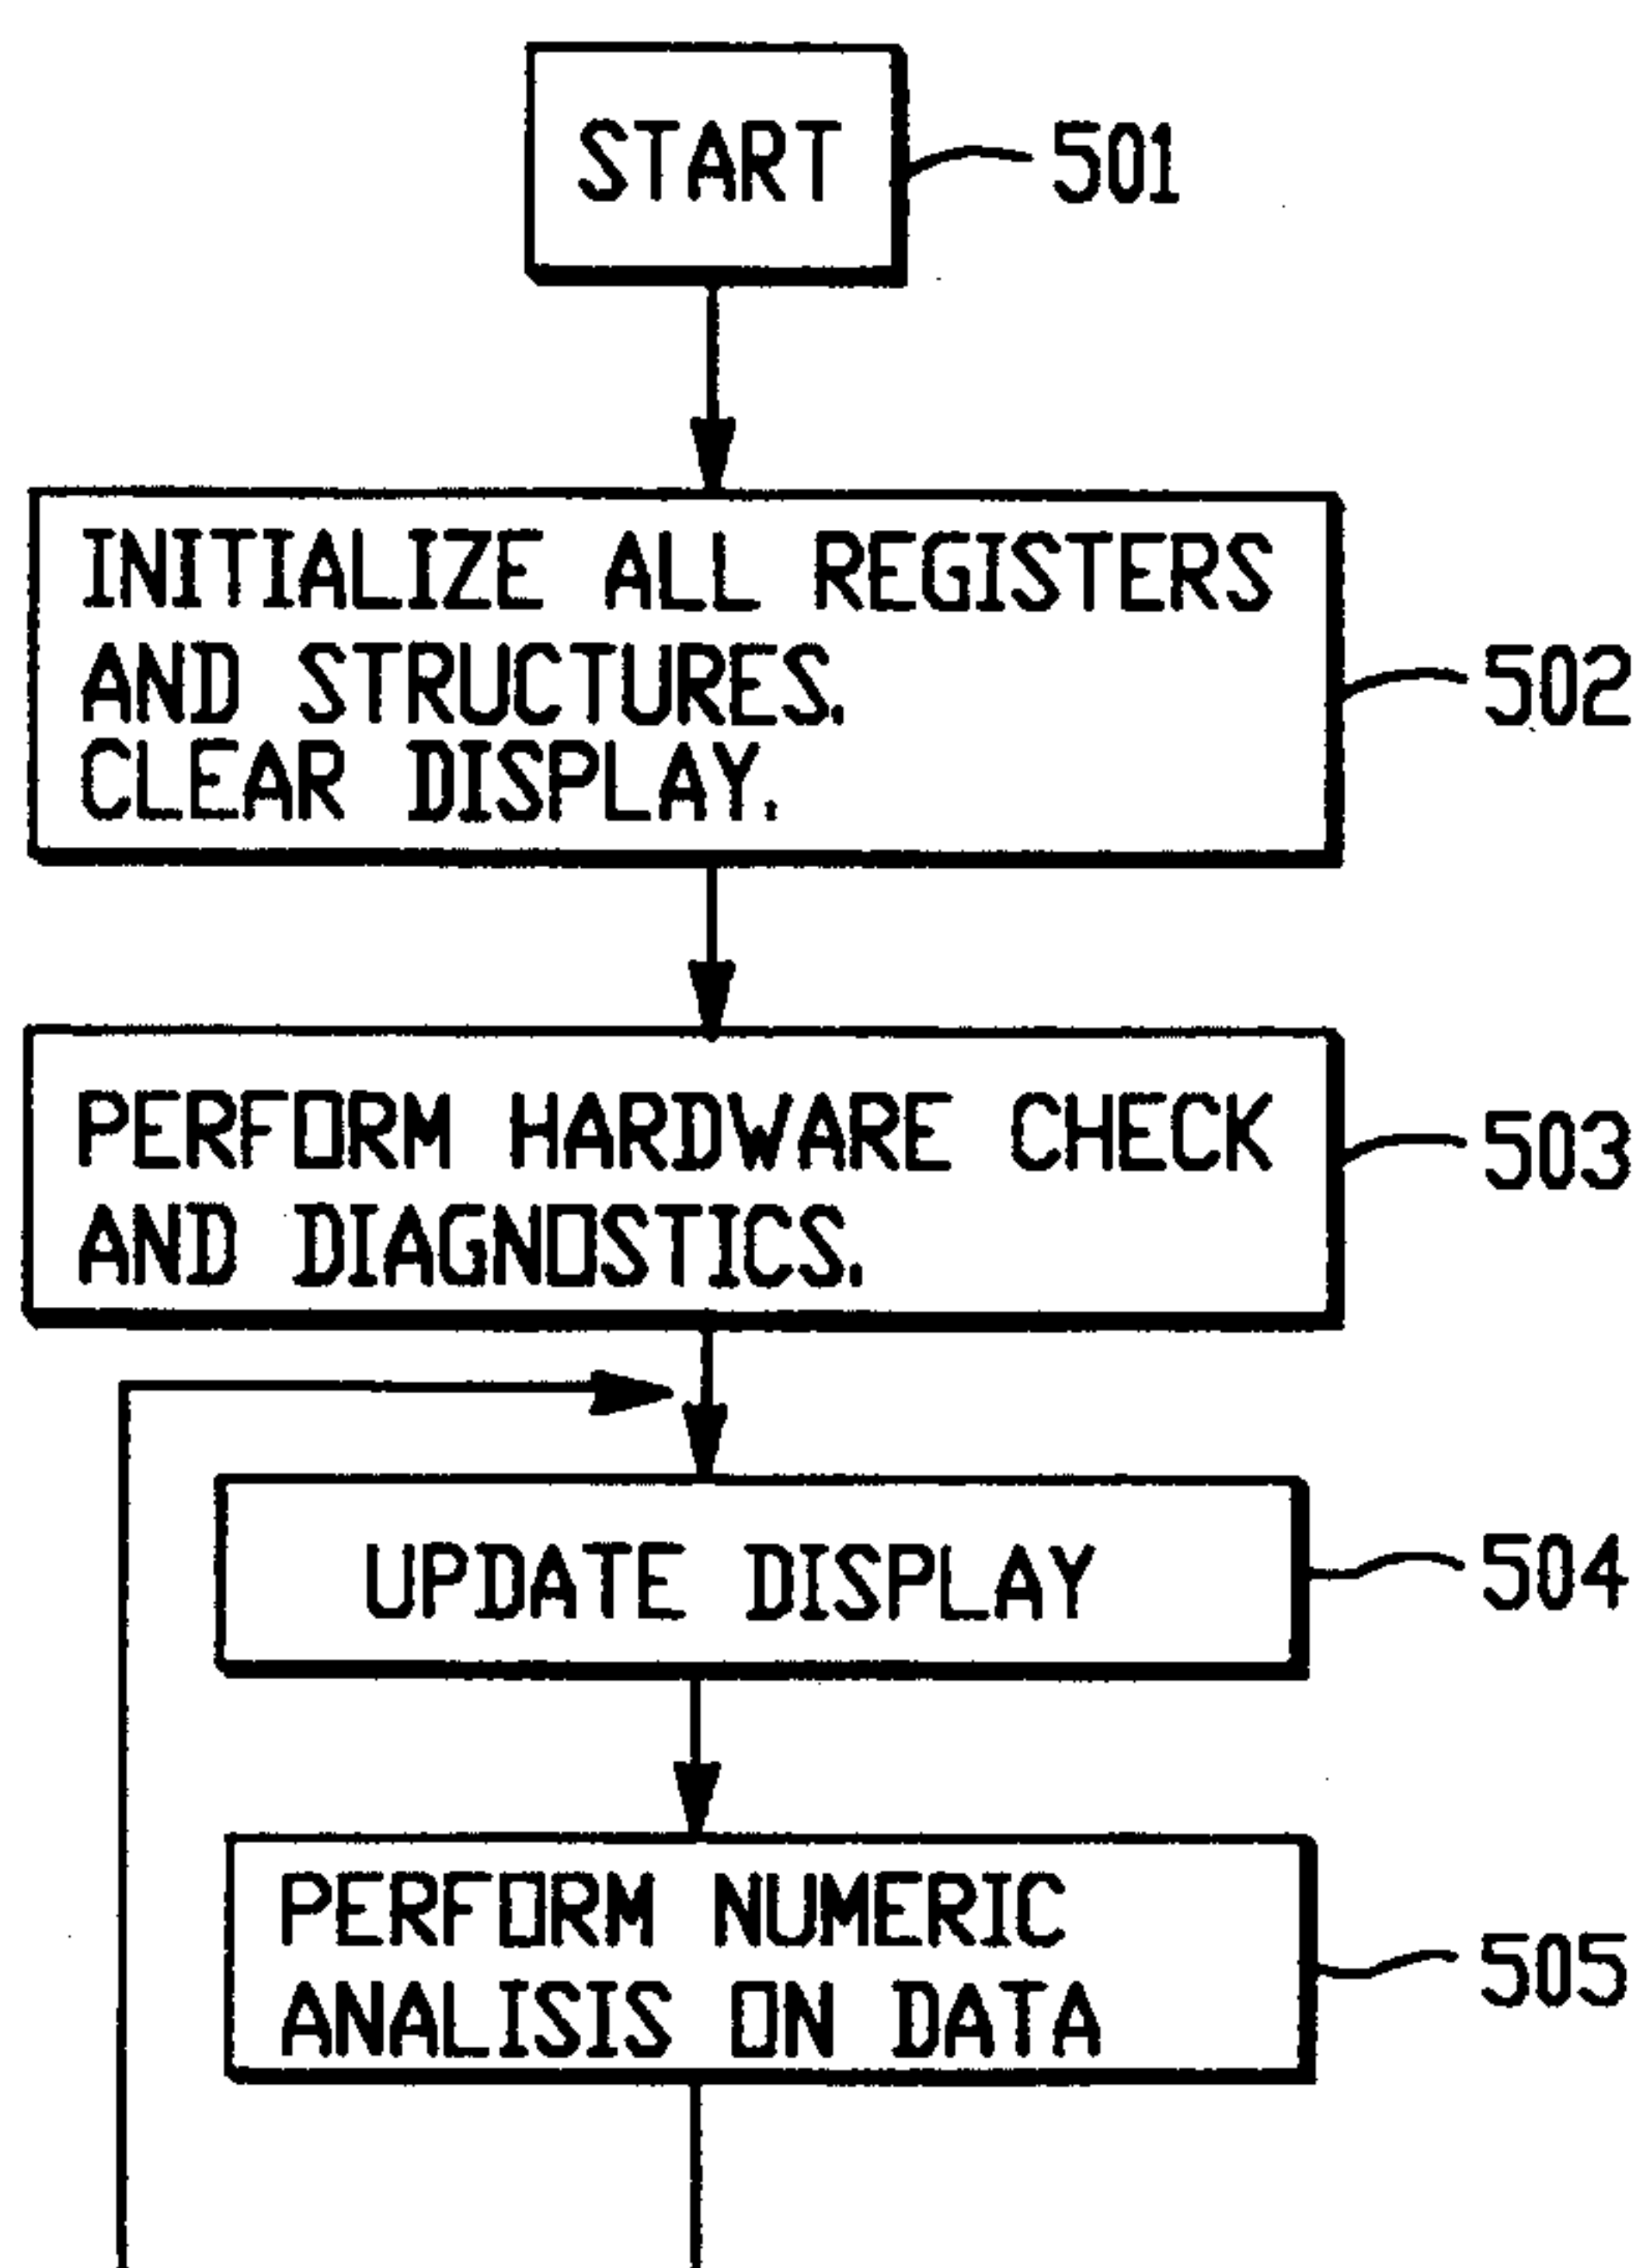 START
501
INITIALIZE ALL REGISTERS
AND STRUCTURES.
CLEAR DISPLAY.
502
PERFORM HARDWARE CHECK
AND DIAGNOSTICS.
503
UPDATE DISPLAY
504
PERFORM NUMERIC
ANALISIS ON DATA
505